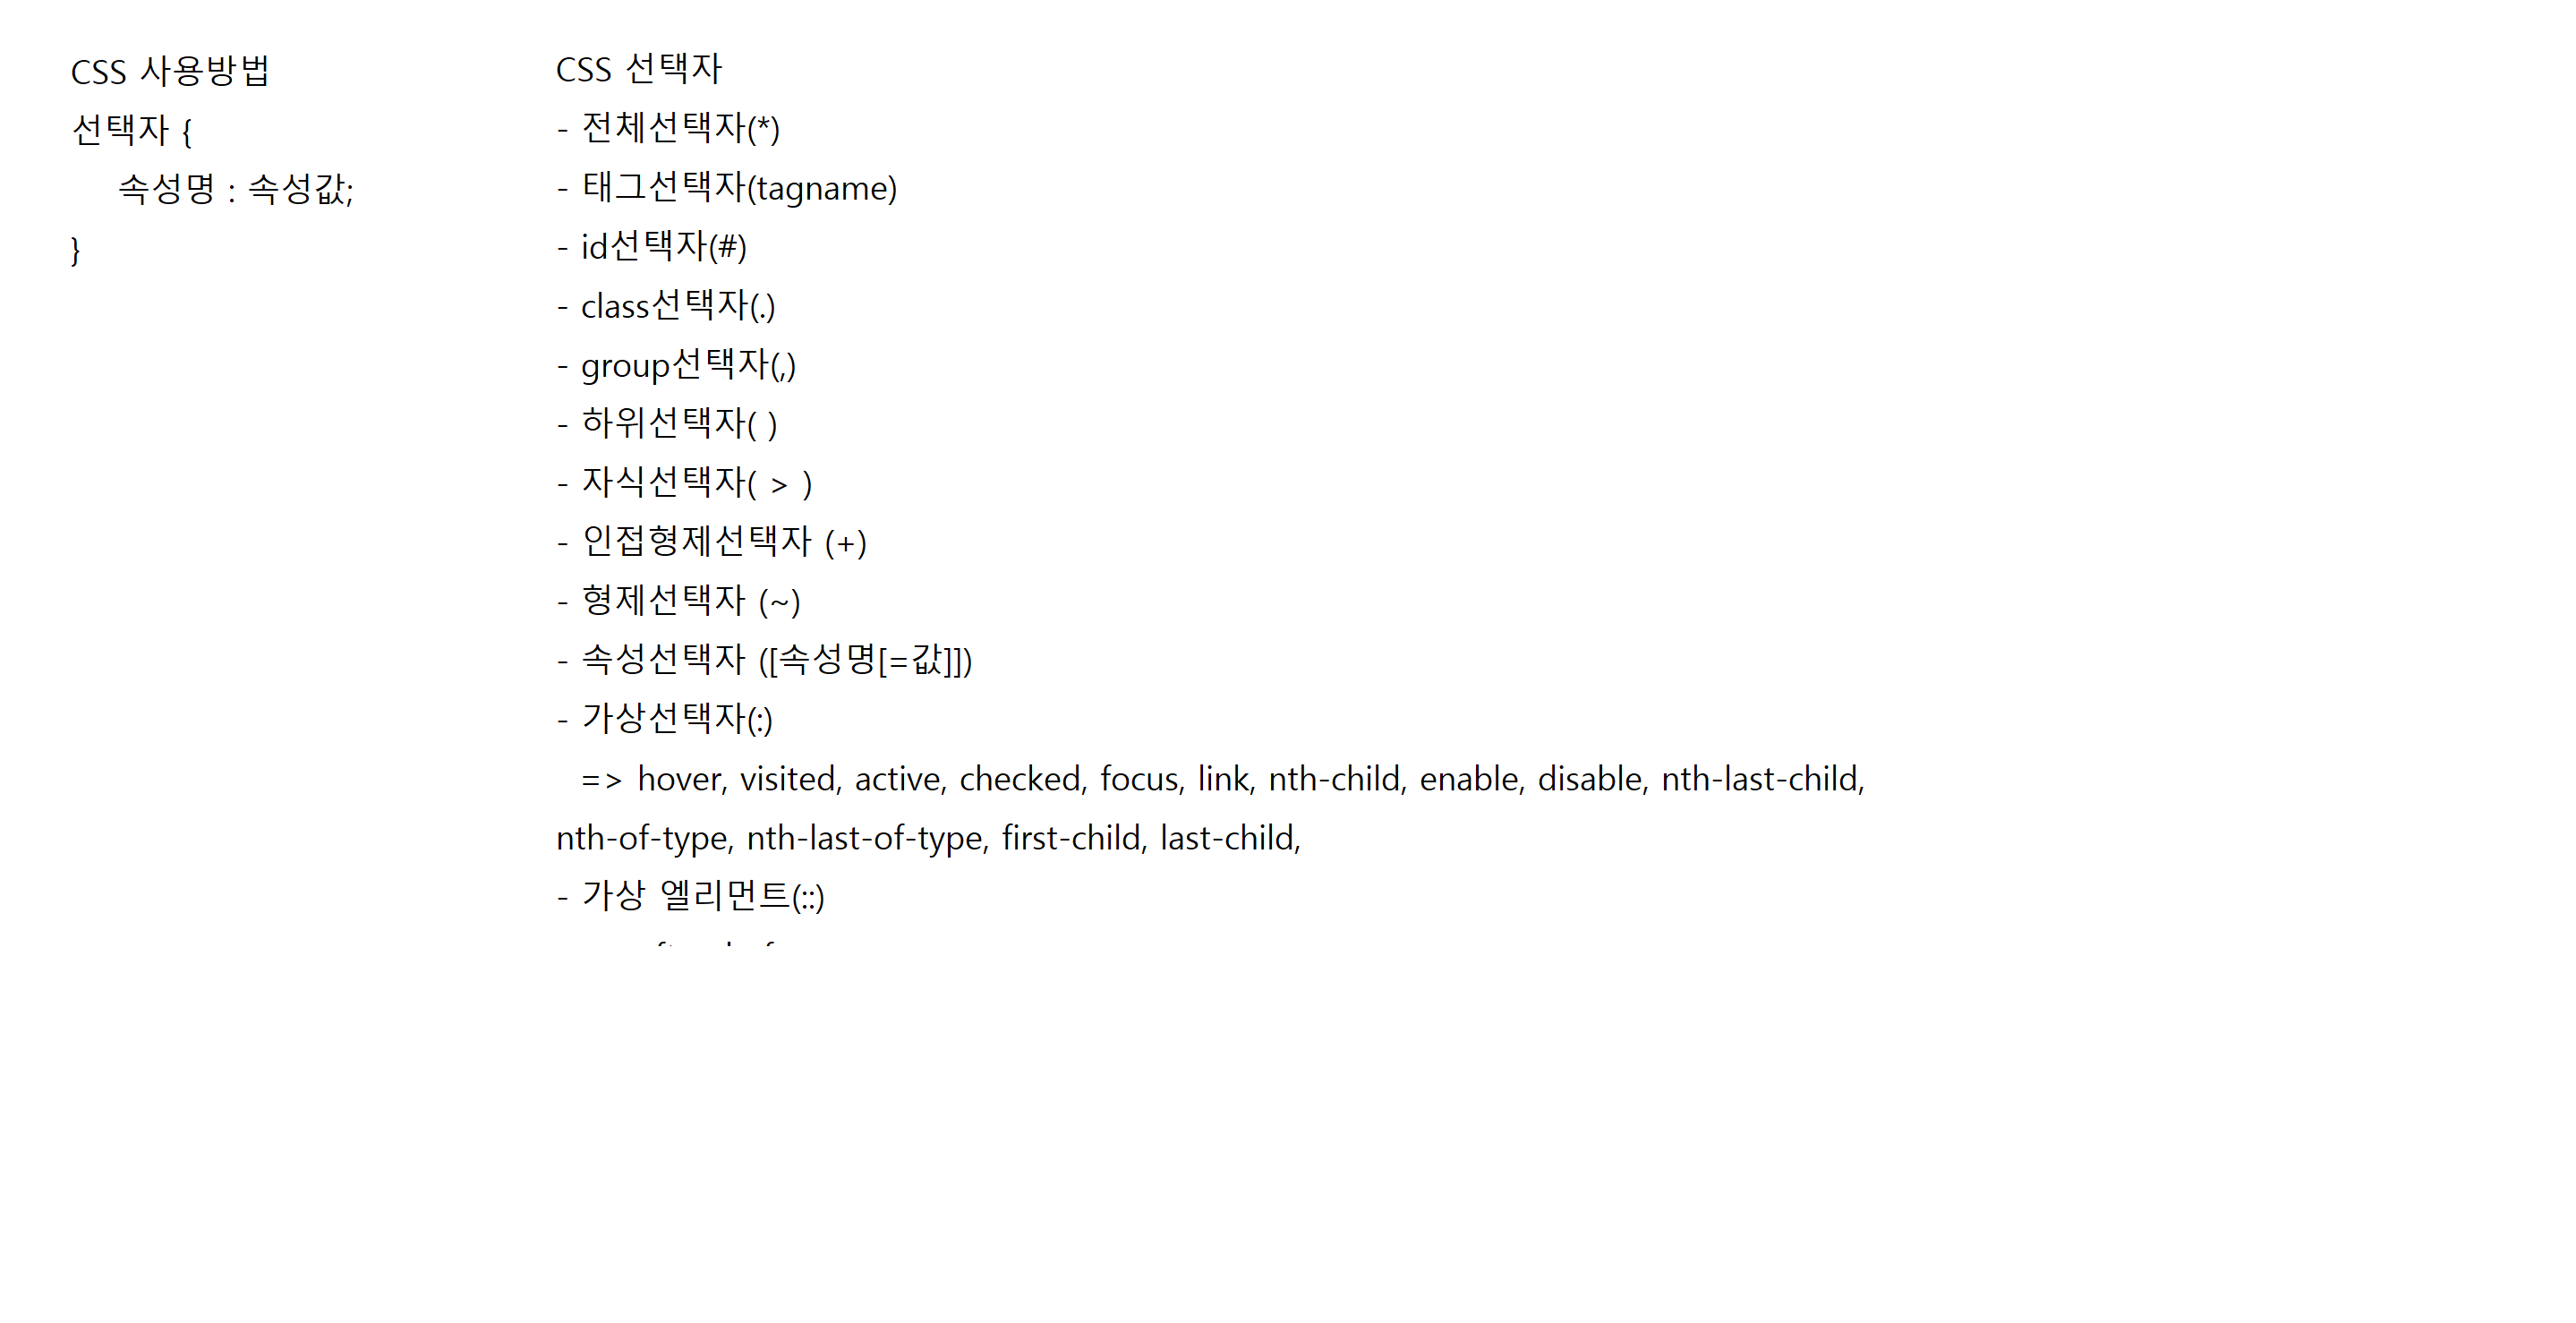 CSS 사용방법
선택자 {
속성명 : 속성값;
}
CSS 선택자
- 전체선택자(*)
- 태그선택자(tagname)
- id선택자(#)
- class선택자(.)
- group선택자(,)
- 하위선택자( )
- 자식선택자( > )
- 인접형제선택자 (+)
- 형제선택자 (~)
- 속성선택자 ([속성명[=값]])
- 가상선택자(:)
=> hover, visited, active, checked, focus, link, nth-child, enable, disable, nth-last-child,
nth-of-type, nth-last-of-type, first-child, last-child,
- 가상 엘리먼트(::)